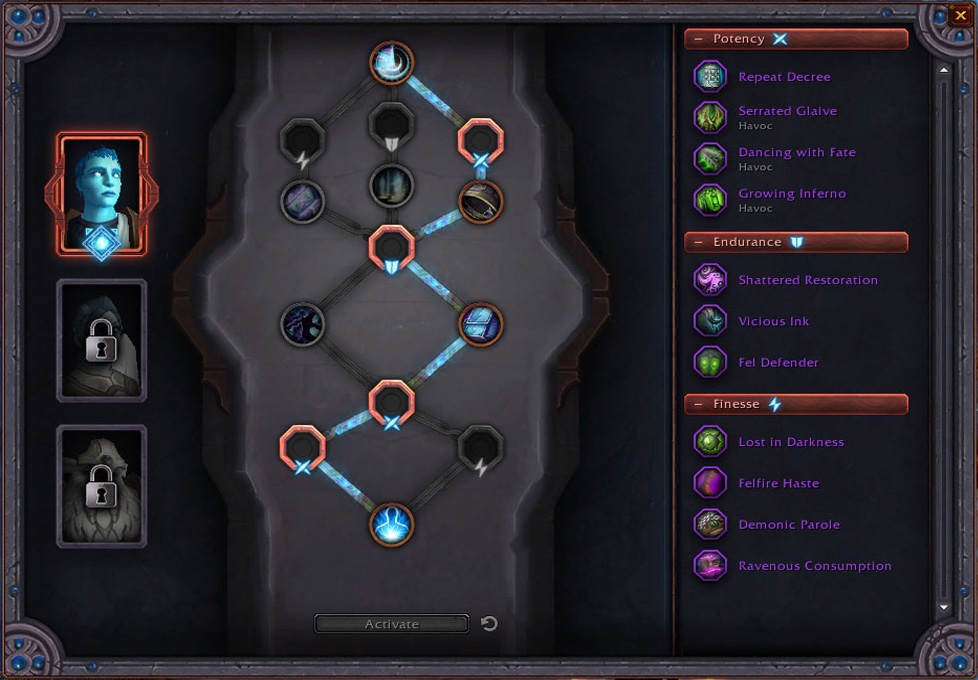 Potency
Repeat Decree
Serrated Glaive
Havoc
Dancing with Fate
Havoc
Growing Inferno
Havoc
Endurance
Shattered Restoration
Vicious Ink
Fel Defender
Finesse
Lost in Darkness
Felfire Haste
Demonic Parole
Ravenous Consumption
Activate